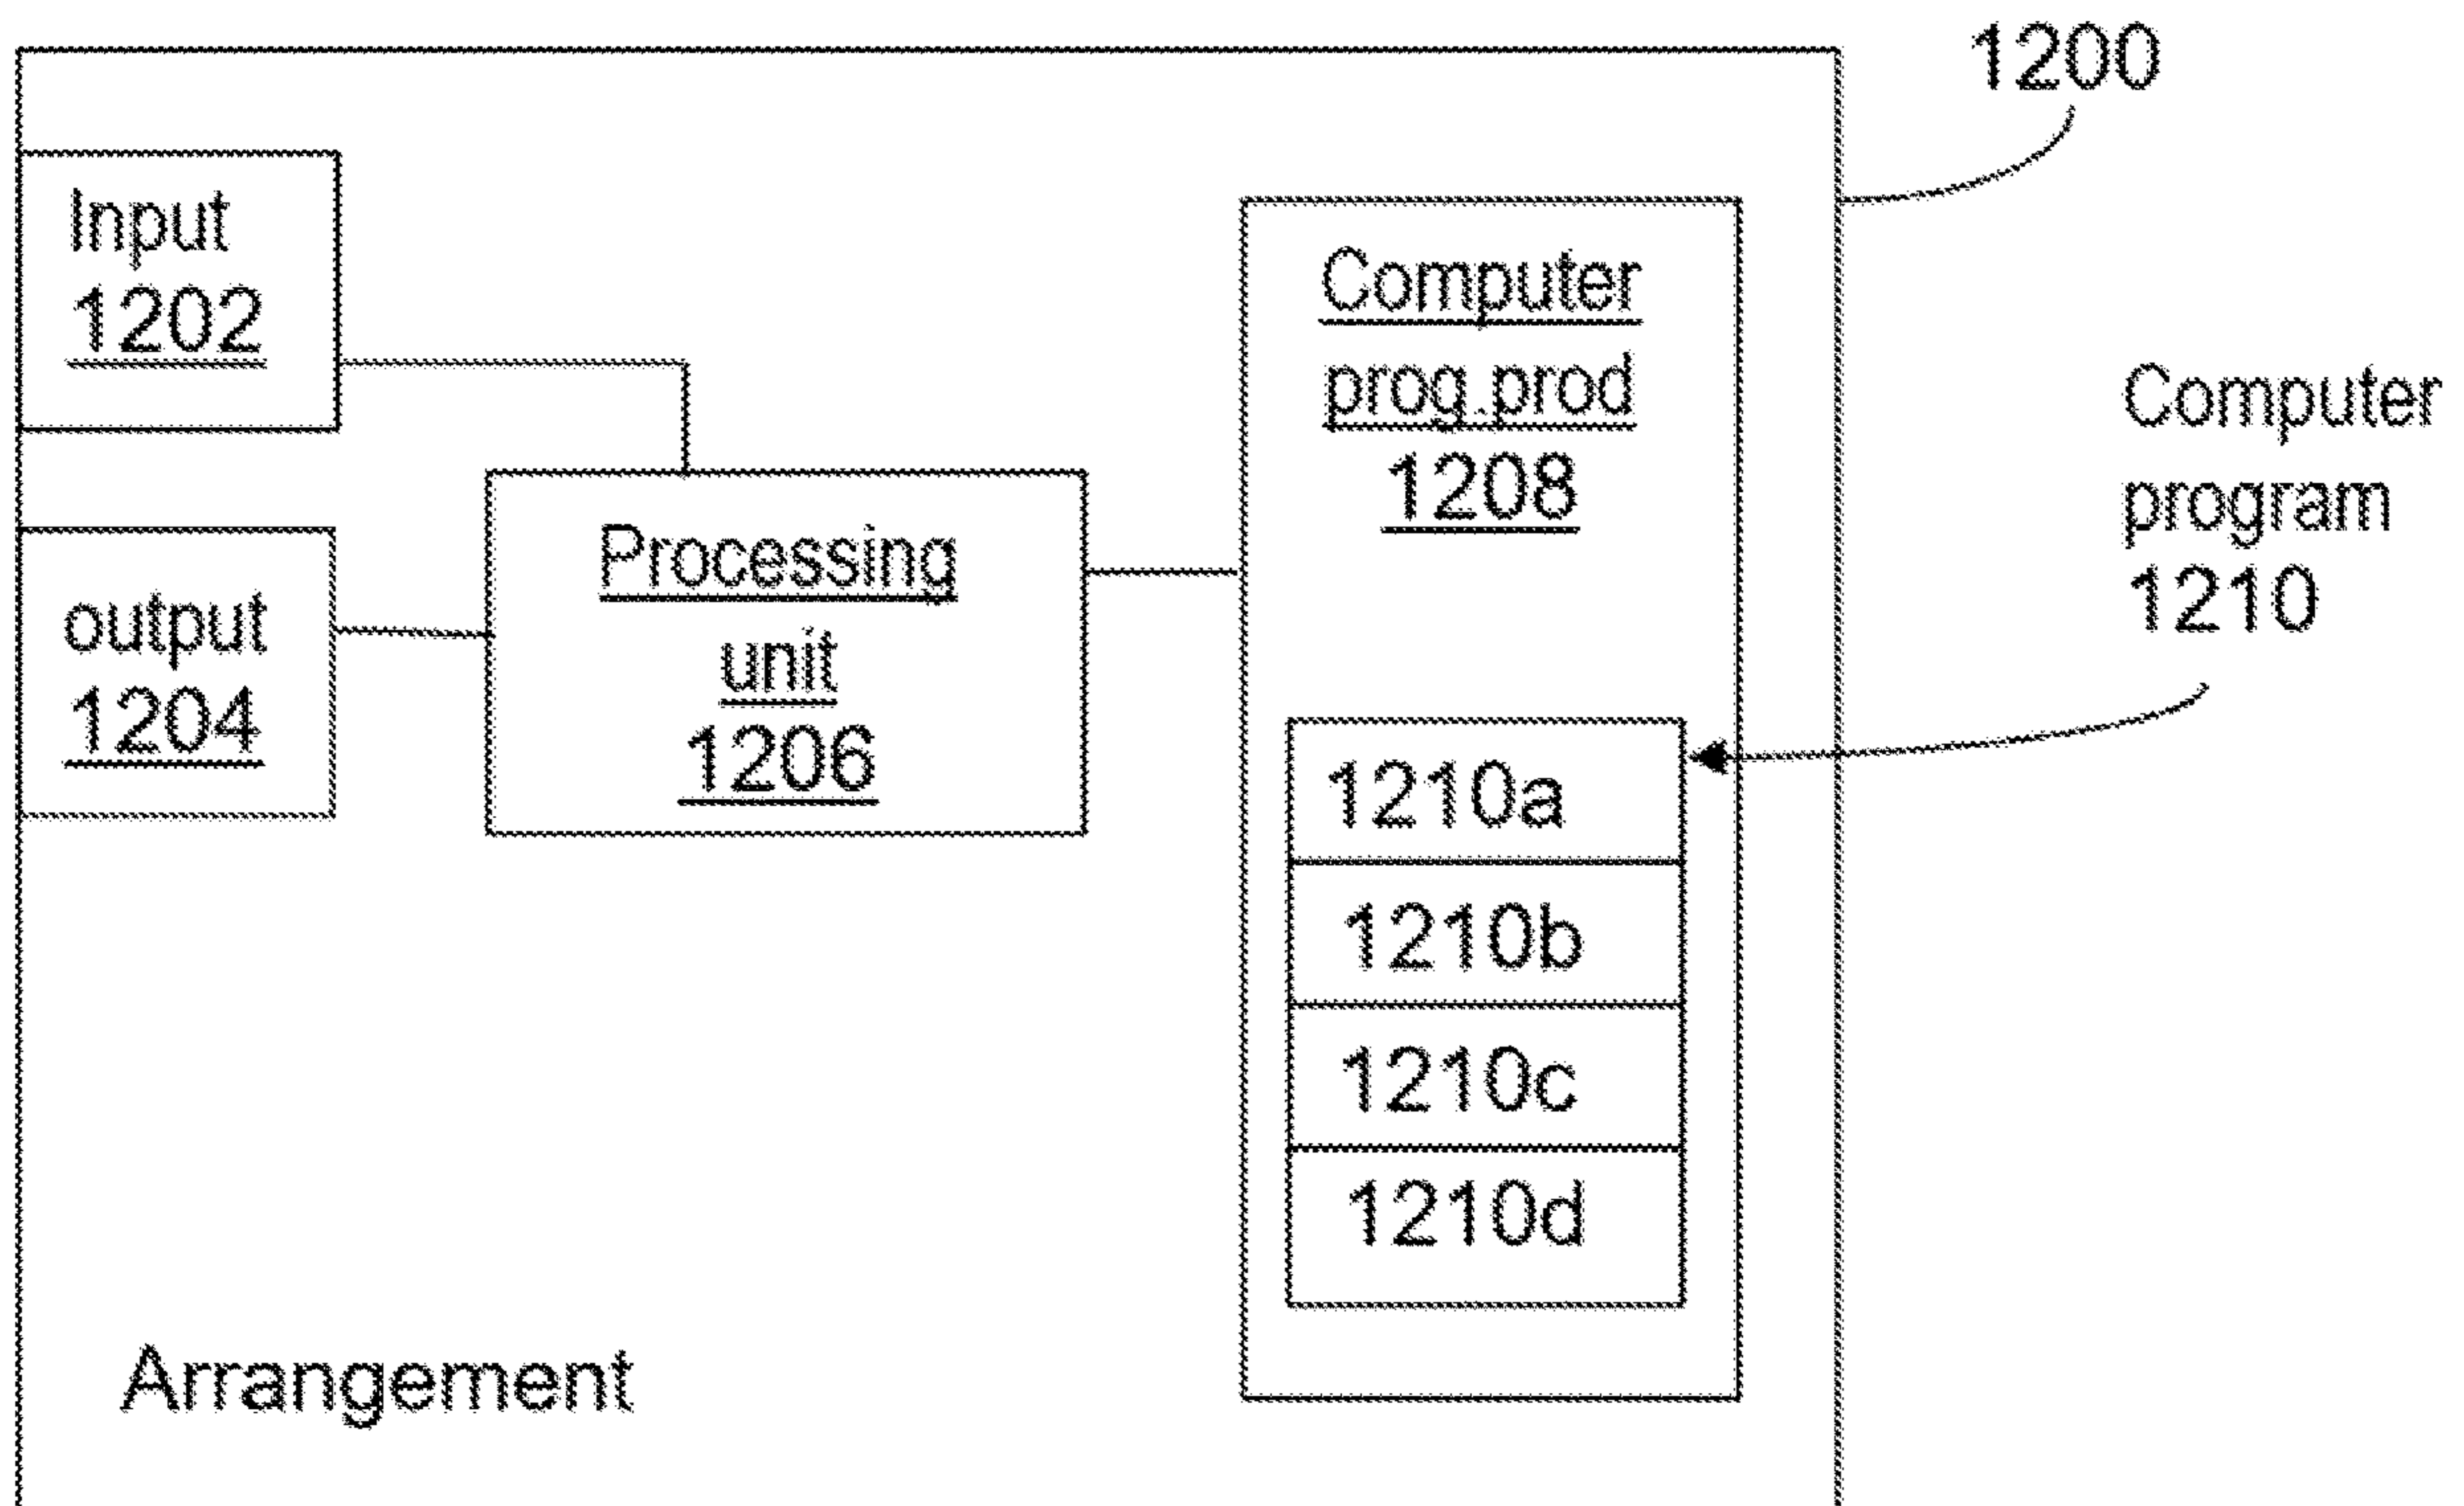 1200
Input
1202
Computer
prog.prod
1208
Computer
program
1210
output
1204
Processing
unit
1206
1210a
1210b
1210c
1210d
Arrangement